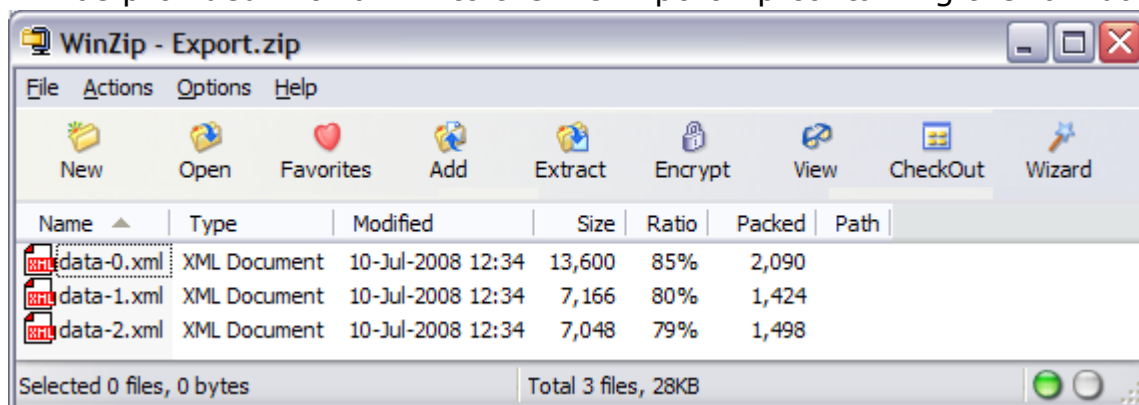 WinZip - Export.zip
File Actions Options Help
New Open Favorites Add Extract Encrypt View CheckOut Wizard
Name Type Modified Size Ratio Packed Path
data-0.xml XML Document 10-Jul-2008 12:34 13,600 85% 2,090
data-1.xml XML Document 10-Jul-2008 12:34 7,166 80% 1,424
data-2.xml XML Document 10-Jul-2008 12:34 7,048 79% 1,498
Selected 0 files, 0 bytes Total 3 files, 28KB